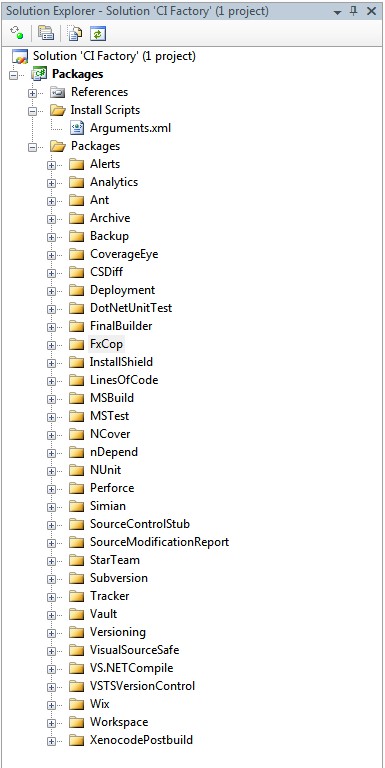 Solution Explorer - Solution 'CI Factory' (1 project)
Solution 'CI Factory' (1 project)
Packages
References
Install Scripts
Arguments.xml
Packages
Alerts
Analytics
Ant
Archive
Backup
CoverageEye
CSDiff
Deployment
DotNetUnitTest
FinalBuilder
FxCop
InstallShield
LinesOfCode
MSBuild
MSTest
NCover
nDepend
NUnit
Perforce
Simian
SourceControlStub
SourceModificationReport
StarTeam
Subversion
Tracker
Vault
Versioning
VisualSourceSafe
VS.NETCompile
VSTSVersionControl
Wix
Workspace
XenocodePostbuild